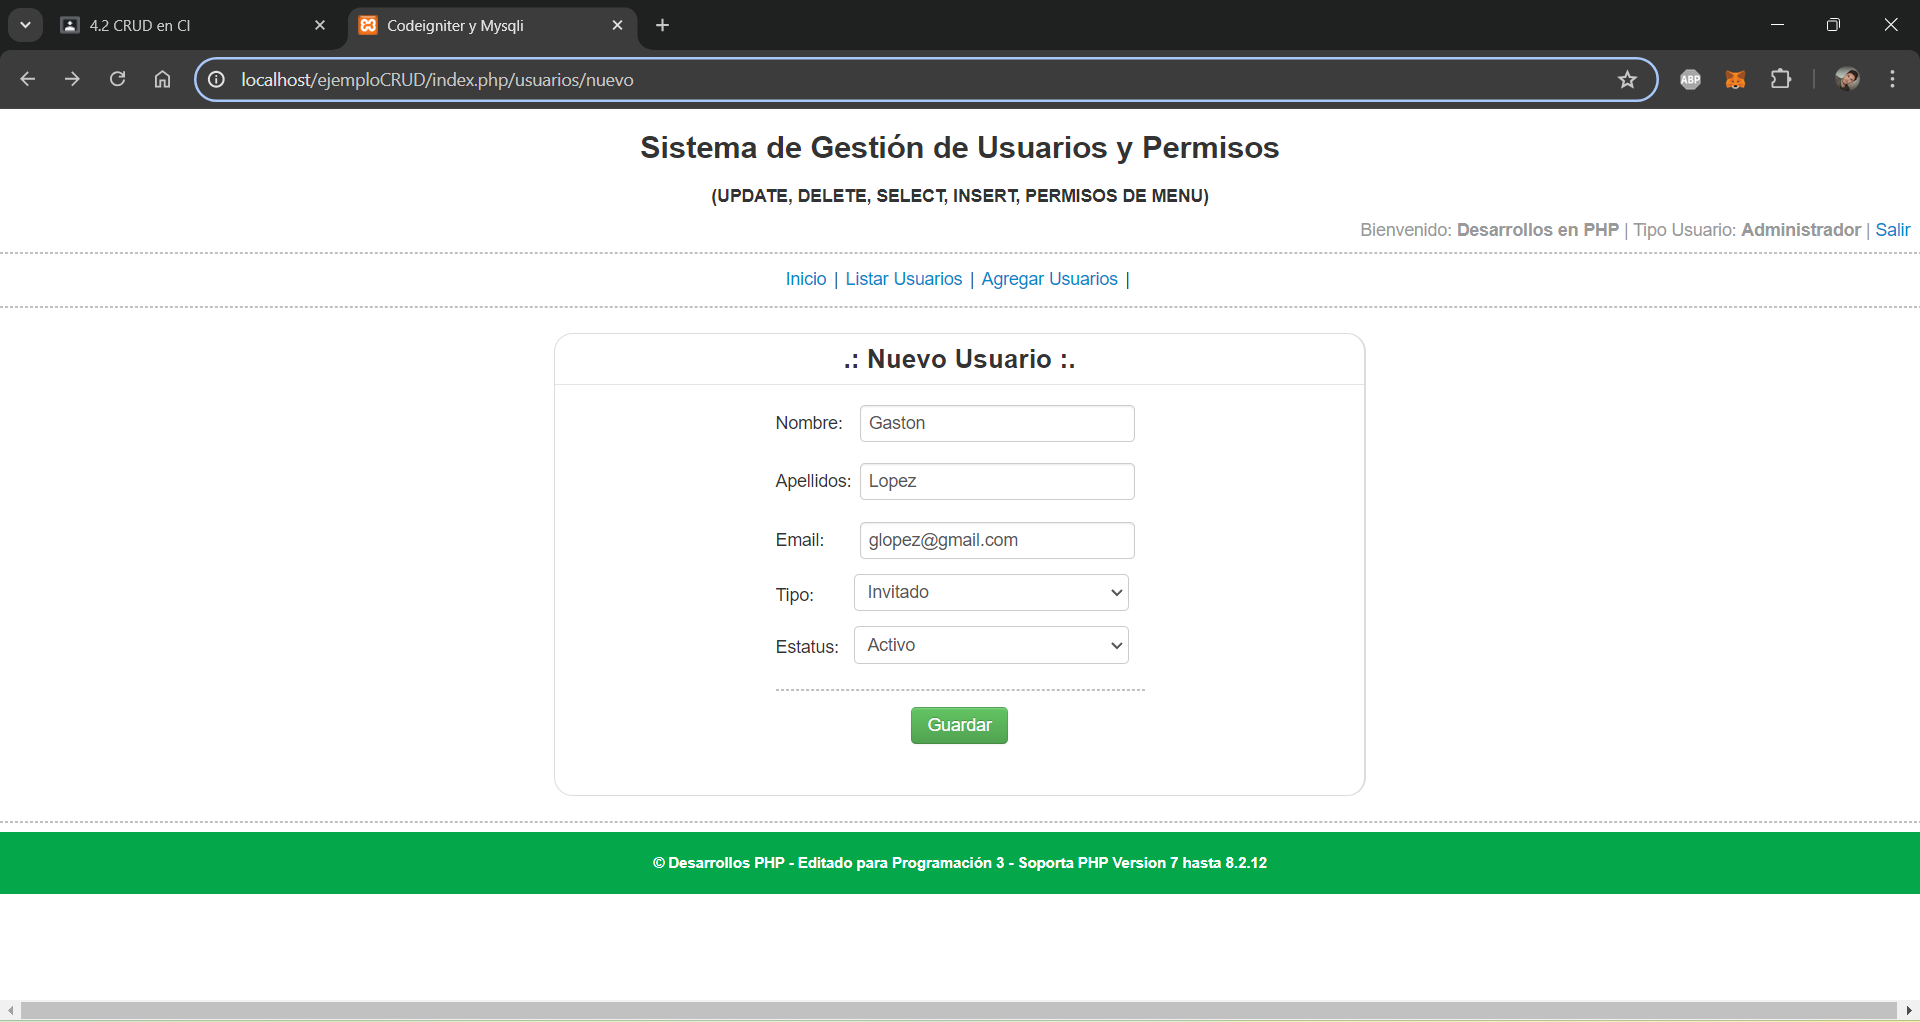 4.2 CRUD en CI
Codeigniter y Mysqli
localhost/ejemploCRUD/index.php/usuarios/nuevo
ABP
Sistema de Gestión de Usuarios y Permisos
(UPDATE, DELETE, SELECT, INSERT, PERMISOS DE MENU)
Bienvenido: Desarrollos en PHP | Tipo Usuario: Administrador | Salir
Inicio | Listar Usuarios | Agregar Usuarios |
.: Nuevo Usuario :.
Nombre: Gaston
Apellidos: Lopez
Email: glopez@gmail.com
Tipo: Invitado
Estatus: Activo
Guardar
© Desarrollos PHP - Editado para Programación 3 - Soporta PHP Version 7 hasta 8.2.12